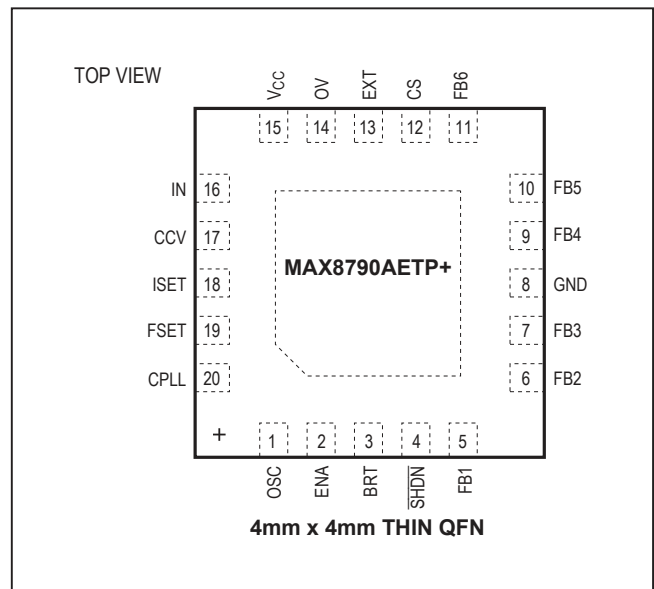 TOP VIEW
VCC OV EXT CS FB6
15 14 13 12 11
IN 16 10 FB5
CCV 17 9 FB4
MAX8790AETP+
ISET 18 8 GND
FSET 19 7 FB3
CPLL 20 6 FB2
+ 1 2 3 4 5
OSC ENA BRT SHDN FB1
4mm x 4mm THIN QFN